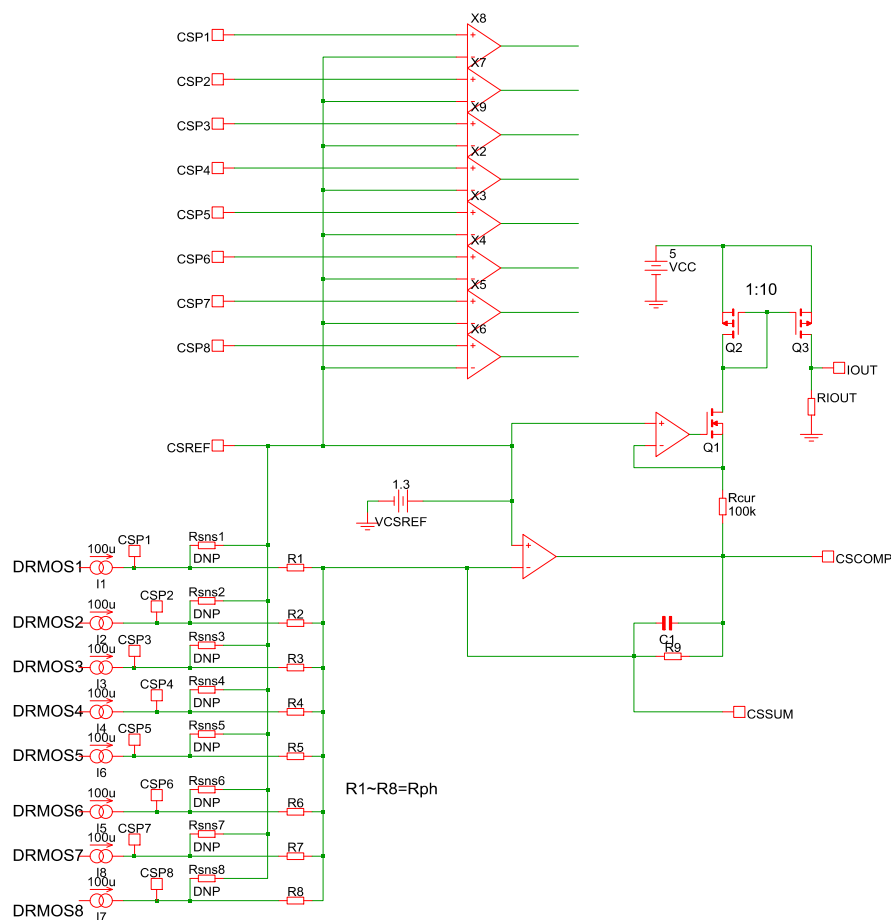 X8
CSP1
X7
CSP2
X9
CSP3
X2
CSP4
X3
CSP5
X4
CSP6
X5
CSP7
X6
CSP8
5
VCC
1:10
Q2
Q3
IOUT
RIOUT
CSREF
Q1
1.3
VCSREF
Rcur
100k
CSCOMP
C1
R9
CSSUM
DRMOS1
100u
I1
CSP1
Rsns1
DNP
R1
DRMOS2
100u
I2
CSP2
Rsns2
DNP
R2
DRMOS3
100u
I3
CSP3
Rsns3
DNP
R3
DRMOS4
100u
I4
CSP4
Rsns4
DNP
R4
DRMOS5
100u
I6
CSP5
Rsns5
DNP
R5
DRMOS6
100u
I5
CSP6
Rsns6
DNP
R6
DRMOS7
100u
I8
CSP7
Rsns7
DNP
R7
DRMOS8
100u
I7
CSP8
Rsns8
DNP
R8
R1~R8=Rph